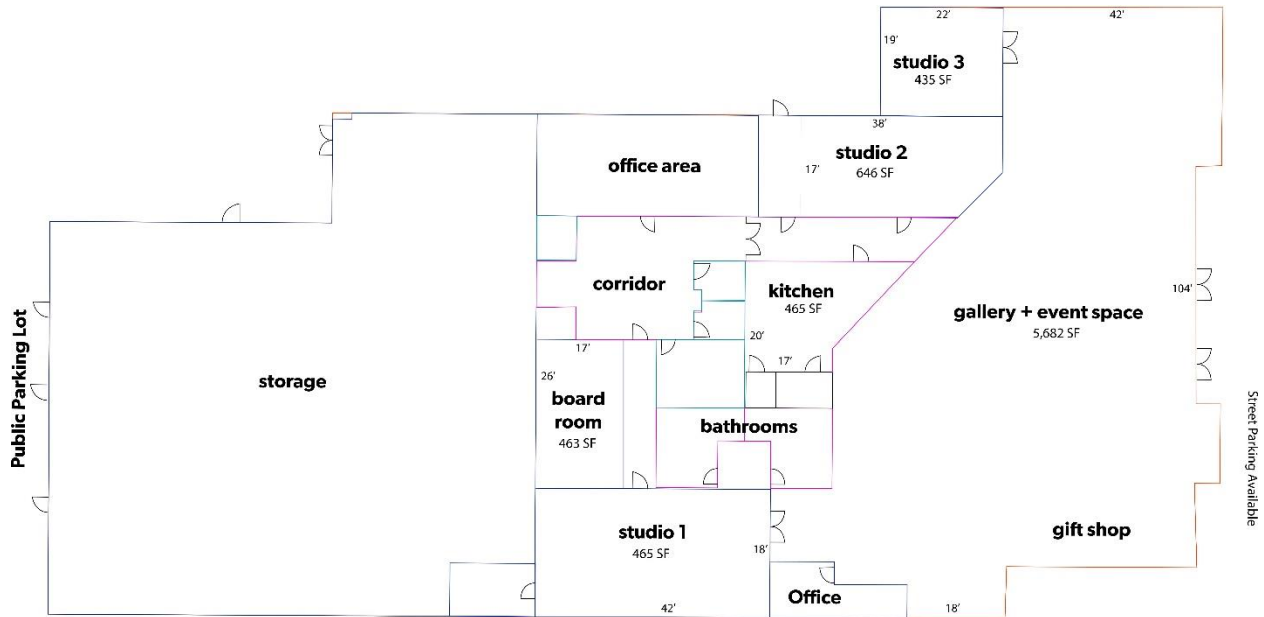 22’
42’
19’
studio 3
435 SF
38’
office area
studio 2
17’
646 SF
corridor
kitchen
465 SF
104’
gallery + event space
5,682 SF
20’
17’
17’
26’
storage
board
room
463 SF
bathrooms
Public Parking Lot
Street Parking Available
studio 1
465 SF
18’
gift shop
Office
42’
18’